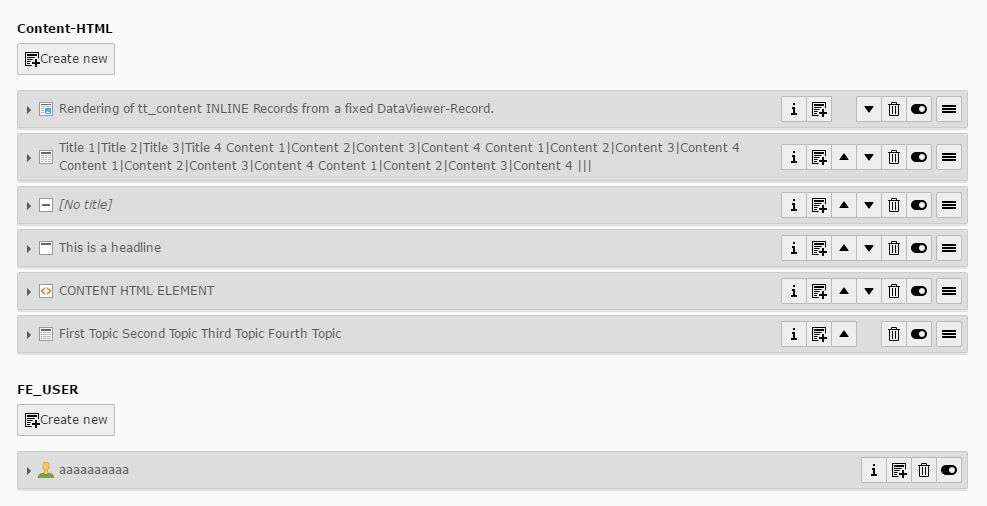 Content-HTML
Create new
Rendering of tt_content INLINE Records from a fixed DataViewer-Record.
Title 1|Title 2|Title 3|Title 4 Content 1|Content 2|Content 3|Content 4 Content 1|Content 2|Content 3|Content 4
Content 1|Content 2|Content 3|Content 4 Content 1|Content 2|Content 3|Content 4 |||
[No title]
This is a headline
CONTENT HTML ELEMENT
First Topic Second Topic Third Topic Fourth Topic
FE_USER
Create new
aaaaaaaaaa